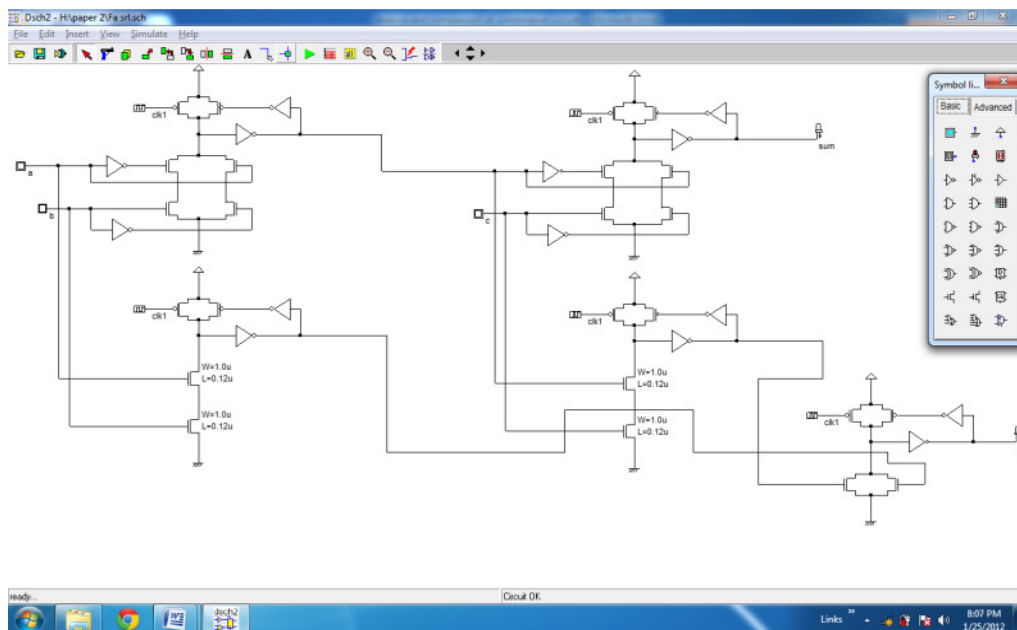 Dsch2 - H:\paper 2\Fa srl.sch
File Edit Insert View Simulate Help
Symbol li...
Basic Advanced
clk1
clk1
sum
a
b
c
clk1
clk1
W=1.0u
L=0.12u
W=1.0u
L=0.12u
W=1.0u
L=0.12u
W=1.0u
L=0.12u
clk1
Circuit OK
dsch2
Links
8:07 PM
1/25/2012